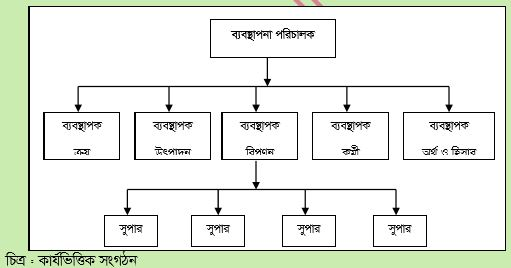 ব্যবস্থাপনা পরিচালক
ব্যবস্থাপক ব্যবস্থাপক ব্যবস্থাপক ব্যবস্থাপক ব্যবস্থাপক
ক্রয় উৎপাদন বিপণন কর্মী অর্থ ও হিসাব
সুপার সুপার সুপার সুপার
চিত্র : কার্যভিত্তিক সংগঠন